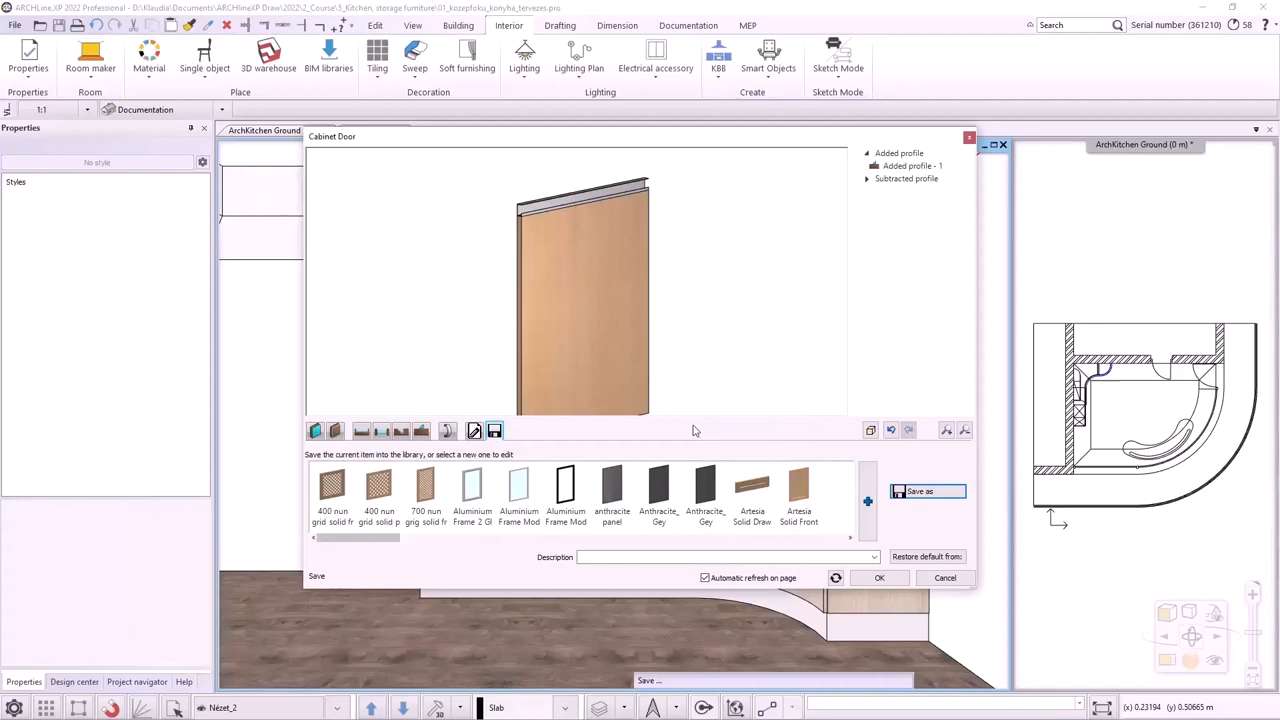 ARCHLine.XP 2022 Professional - D:\Klaudia\Documents\ARCHlineXP Draw\2022\2_Course\5_Kitchen, storage furniture\01_kozepfoku_konyha_tervezes.pro
File
Edit
View
Building
Interior
Drafting
Dimension
Documentation
MEP
Search
Serial number (361210)
58
Properties
Room maker
Material
Single object
3D warehouse
BIM libraries
Tiling
Sweep
Soft furnishing
Lighting
Lighting Plan
Electrical accessory
KBB
Smart Objects
Sketch Mode
Properties
Room
Place
Decoration
Lighting
Create
Sketch Mode
1:1
Documentation
Properties
ArchKitchen Ground
ArchKitchen Ground (0 m) *
No style
Styles
Cabinet Door
Added profile
Added profile - 1
Subtracted profile
Save the current item into the library, or select a new one to edit
400 nun grid solid fr
400 nun grid solid p
700 nun grig solid fr
Aluminium Frame 2 Gl
Aluminium Frame Mod
Aluminium Frame Mod
anthracite panel
Anthracite_ Gey
Anthracite_ Gey
Artesia Solid Draw
Artesia Solid Front
Save as
Description
Restore default from:
Save
Automatic refresh on page
OK
Cancel
Save ...
Properties
Design center
Project navigator
Help
Nézet_2
3D
Slab
(x) 0.23194 (y) 0.50665 m